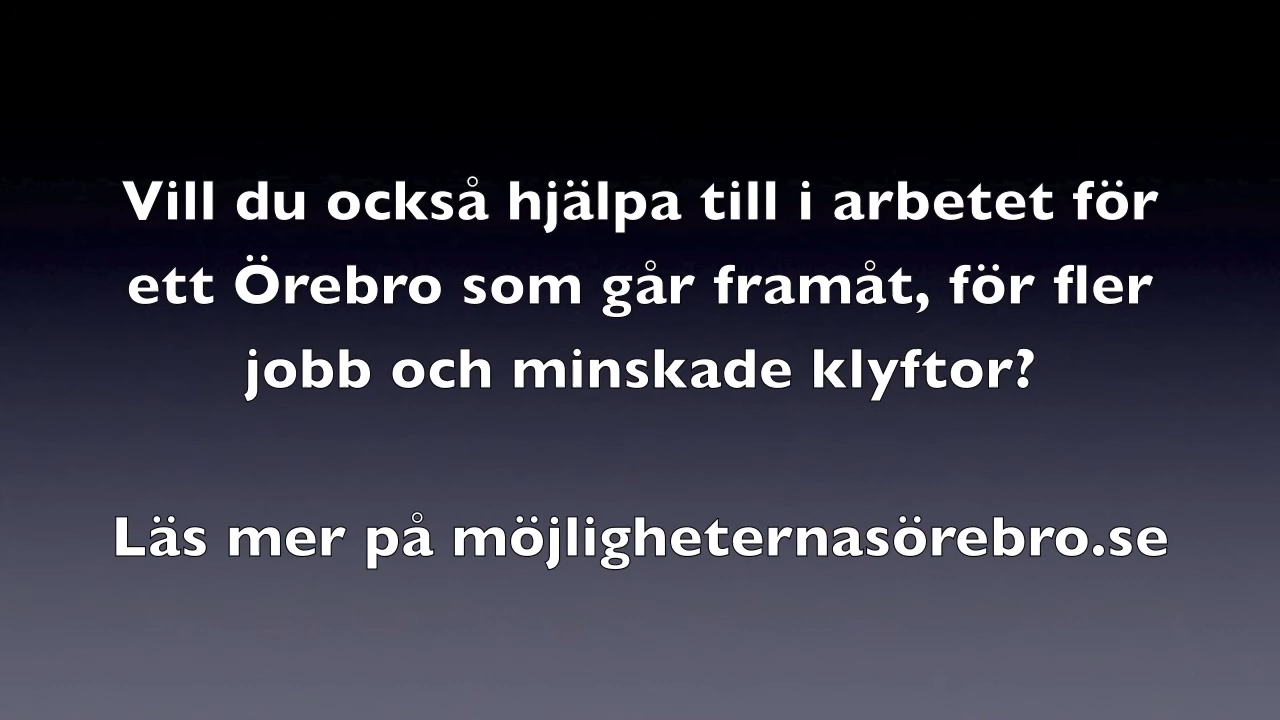 Vill du också hjälpa till i arbetet för
ett Örebro som går framåt, för fler
jobb och minskade klyftor?
Läs mer på möjligheternasörebro.se